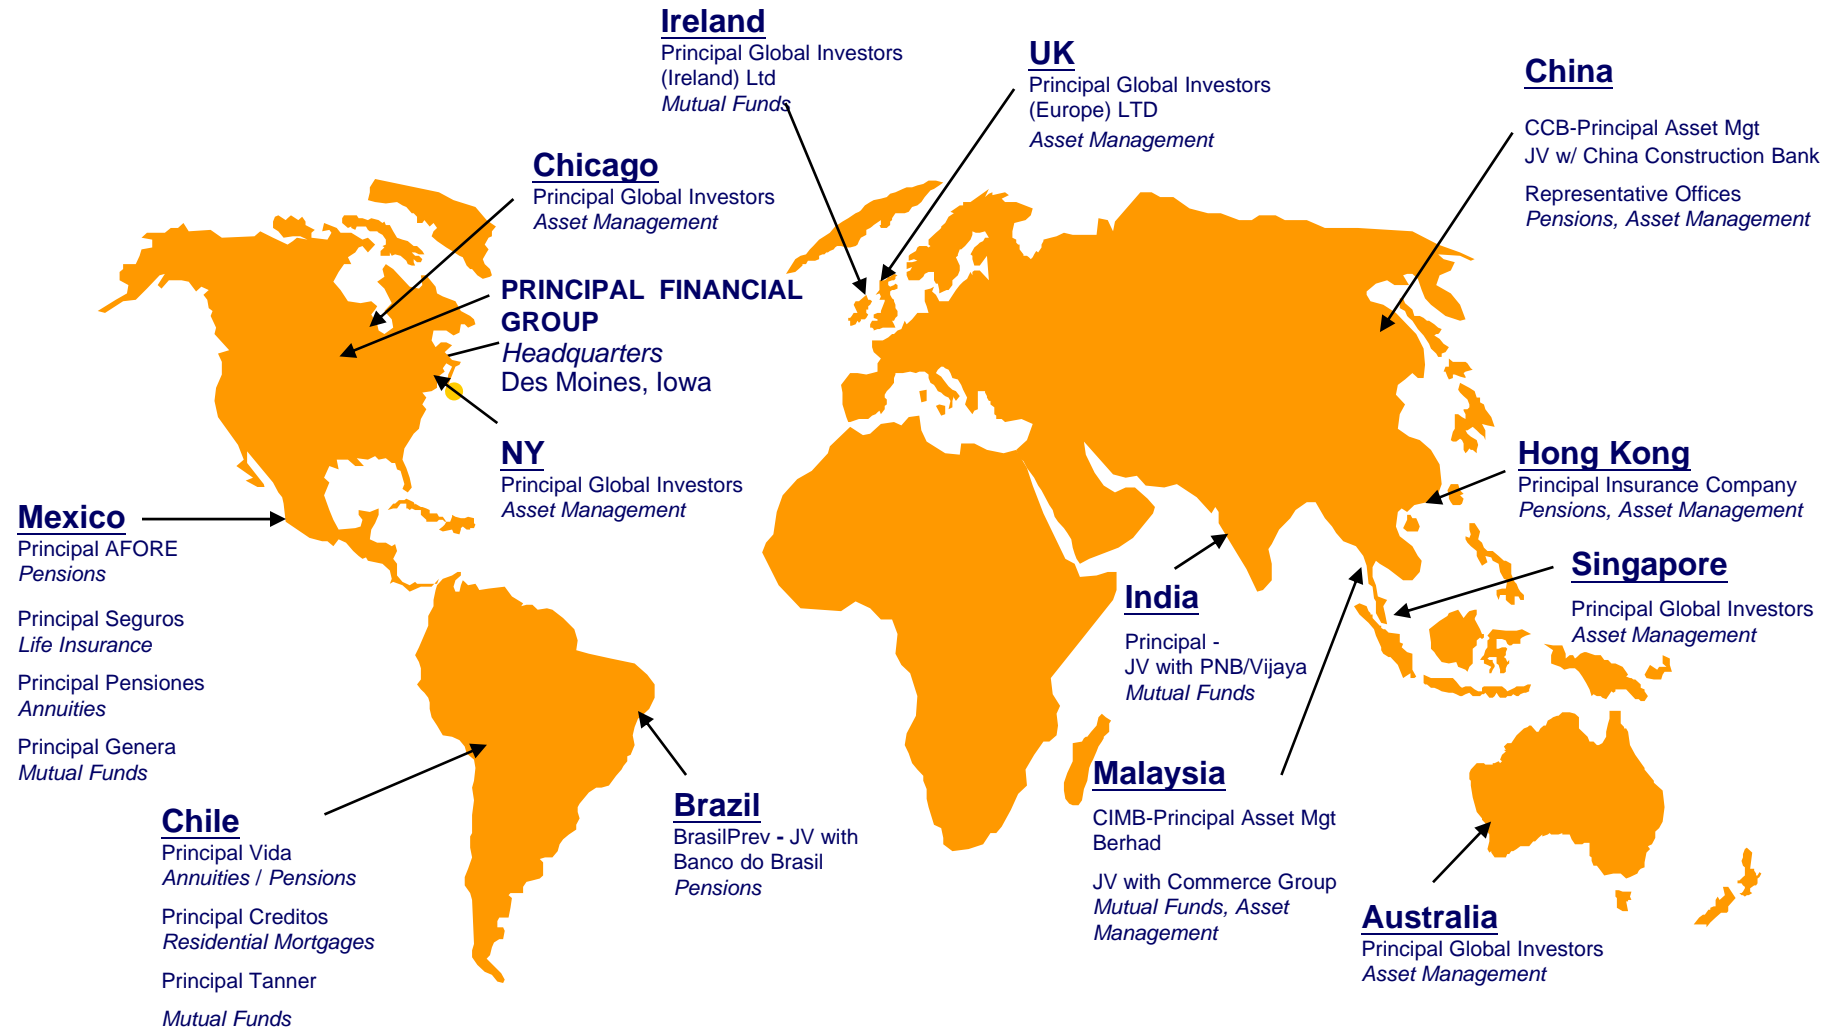 Ireland
Principal Global Investors
(Ireland) Ltd
Mutual Funds
UK
Principal Global Investors
(Europe) LTD
Asset Management
China
CCB-Principal Asset Mgt
JV w/ China Construction Bank
Representative Offices
Pensions, Asset Management
Chicago
Principal Global Investors
Asset Management
PRINCIPAL FINANCIAL
GROUP
Headquarters
Des Moines, Iowa
NY
Principal Global Investors
Asset Management
Hong Kong
Principal Insurance Company
Pensions, Asset Management
Mexico
Principal AFORE
Pensions
Principal Seguros
Life Insurance
Principal Pensiones
Annuities
Principal Genera
Mutual Funds
Singapore
Principal Global Investors
Asset Management
India
Principal -
JV with PNB/Vijaya
Mutual Funds
Malaysia
CIMB-Principal Asset Mgt
Berhad
JV with Commerce Group
Mutual Funds, Asset
Management
Brazil
BrasilPrev - JV with
Banco do Brasil
Pensions
Chile
Principal Vida
Annuities / Pensions
Principal Creditos
Residential Mortgages
Principal Tanner
Mutual Funds
Australia
Principal Global Investors
Asset Management